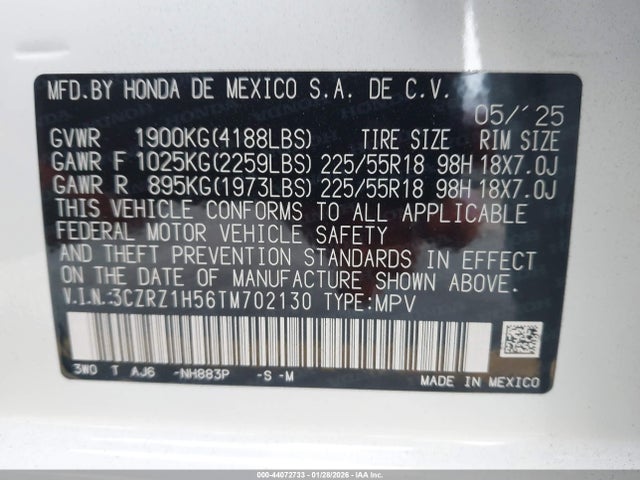 MFD.BY HONDA DE MEXICO S.A. DE C.V.
05/'25
GVWR 1900KG(4188LBS) TIRE SIZE RIM SIZE
GAWR F 1025KG(2259LBS) 225/55R18 98H 18X7.0J
GAWR R 895KG(1973LBS) 225/55R18 98H 18X7.0J
THIS VEHICLE CONFORMS TO ALL APPLICABLE
FEDERAL MOTOR VEHICLE SAFETY
AND THEFT PREVENTION STANDARDS IN EFFECT
ON THE DATE OF MANUFACTURE SHOWN ABOVE.
V.I.N.:3CZRZ1H56TM702130 TYPE:MPV
3W0 T AJ6 -NH883P -S -M
MADE IN MEXICO
000-44072733 - 01/28/2026 - IAA Inc.